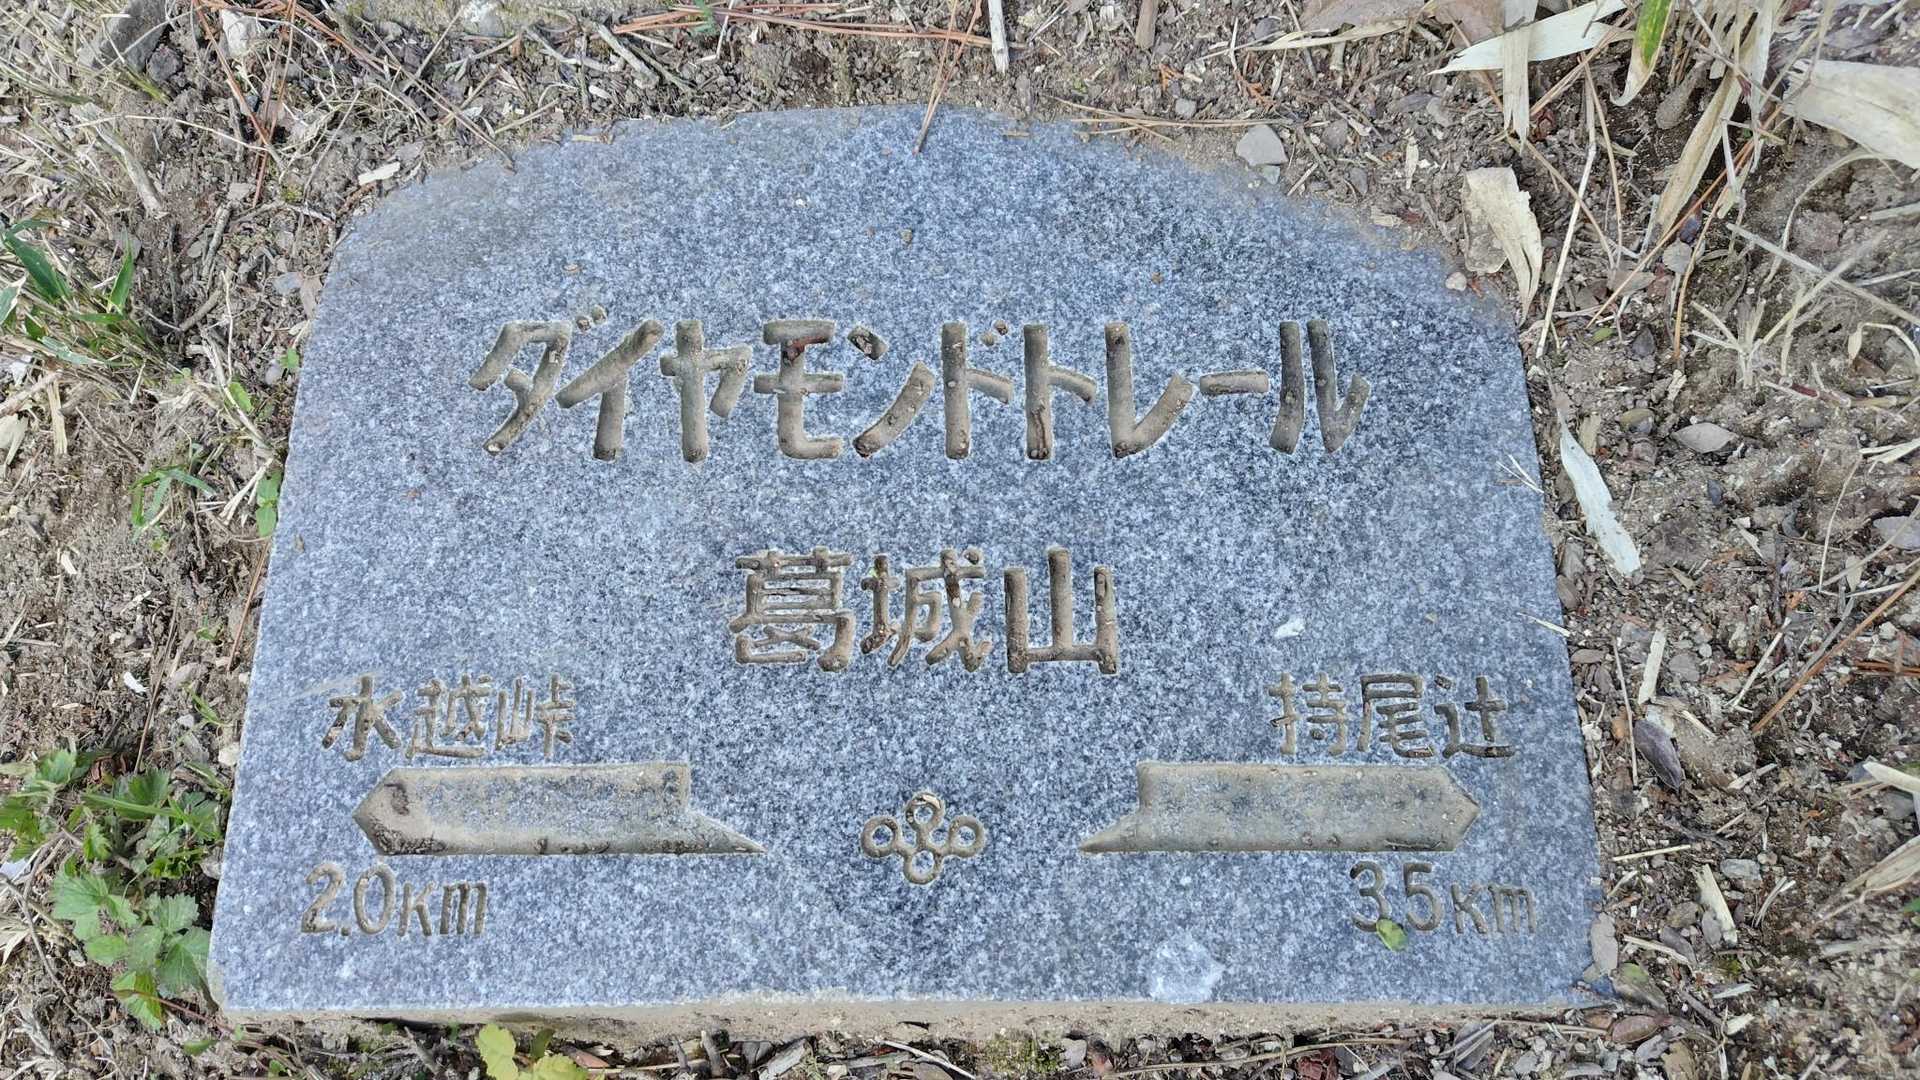 ダイヤモンドトレール
葛城山
水越峠
持尾辻
2.0km
3.5km